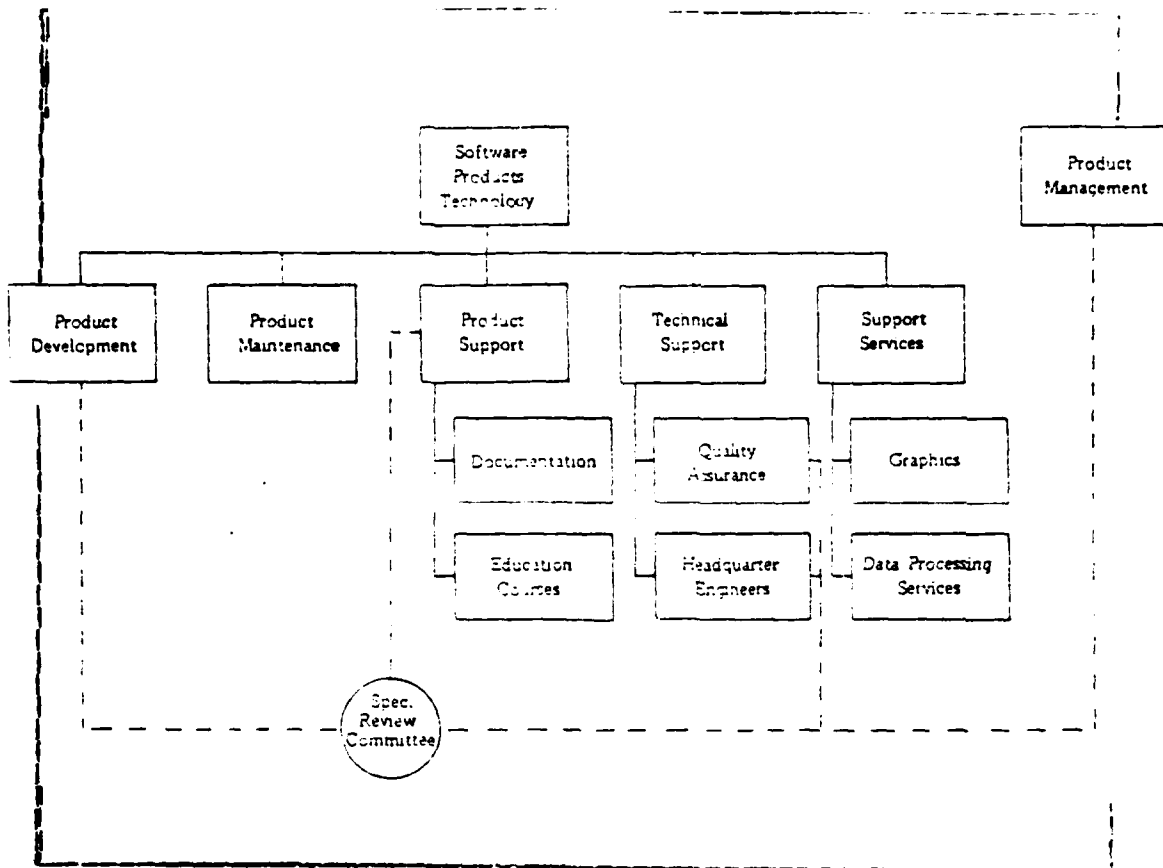 Software
Products
Technology
Product
Management
Product
Development
Product
Maintenance
Product
Support
Technical
Support
Support
Services
Documentation
Quality
Assurance
Graphics
Education
Courses
Headquarter
Engineers
Data Processing
Services
Spec.
Review
Committee